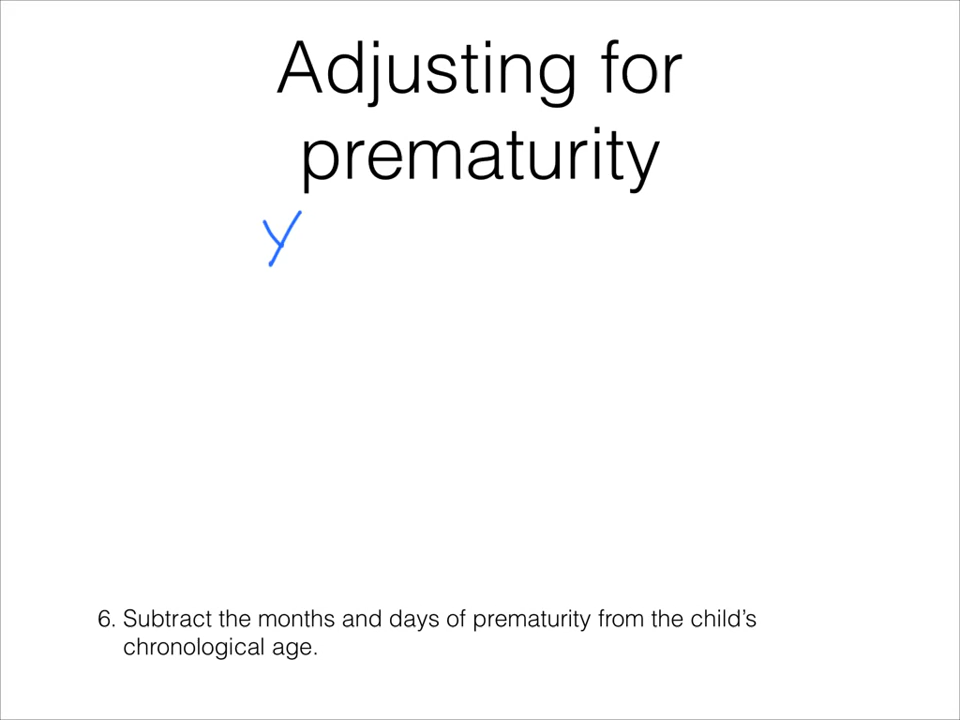 Adjusting for
prematurity
y
6. Subtract the months and days of prematurity from the child’s
chronological age.